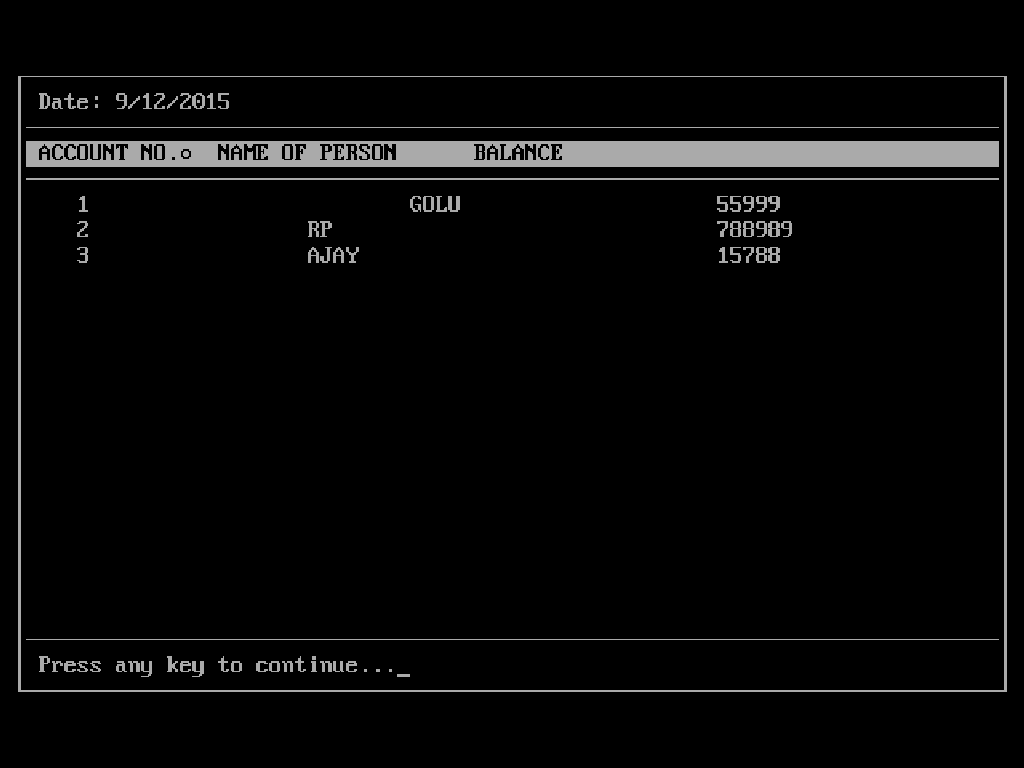 Date: 9/12/2015
ACCOUNT NO.o NAME OF PERSON BALANCE
1 GOLU 55999
2 RP 788989
3 AJAY 15788
Press any key to continue..._